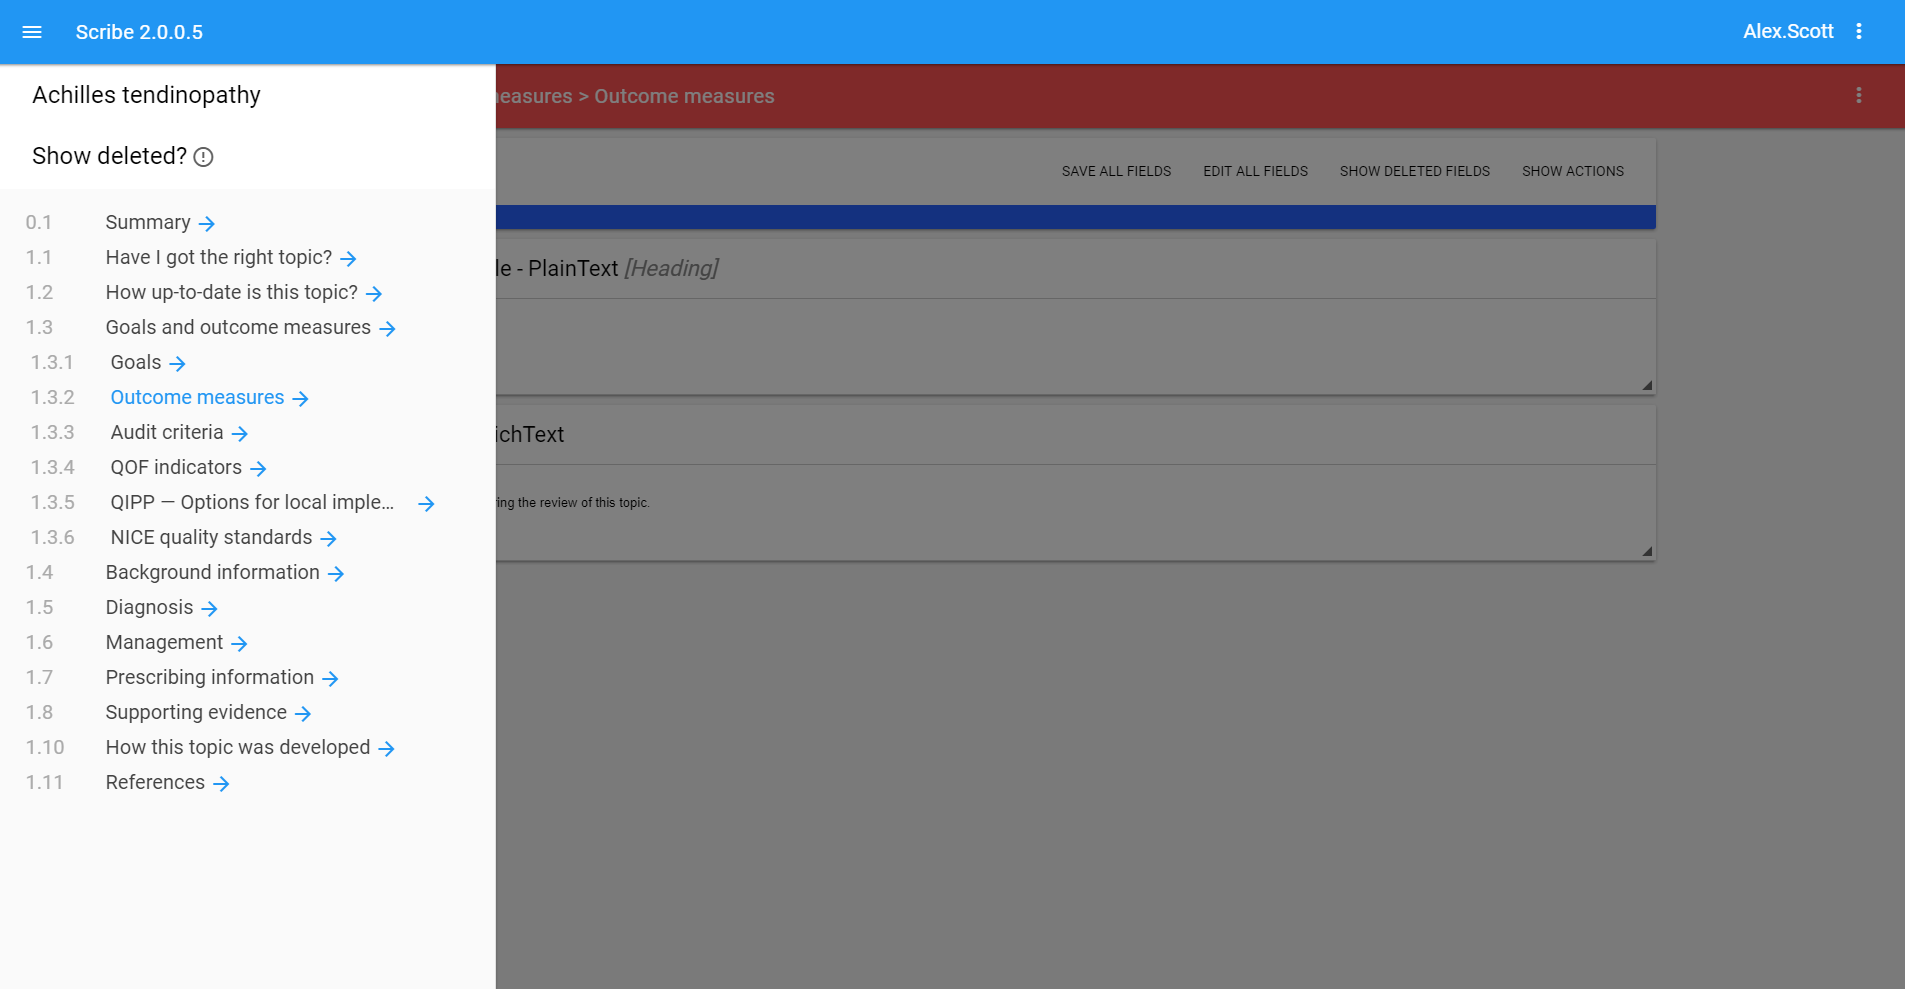 Scribe 2.0.0.5
Alex.Scott
Achilles tendinopathy
Show deleted?
0.1 Summary
1.1 Have I got the right topic?
1.2 How up-to-date is this topic?
1.3 Goals and outcome measures
1.3.1 Goals
1.3.2 Outcome measures
1.3.3 Audit criteria
1.3.4 QOF indicators
1.3.5 QIPP — Options for local imple...
1.3.6 NICE quality standards
1.4 Background information
1.5 Diagnosis
1.6 Management
1.7 Prescribing information
1.8 Supporting evidence
1.10 How this topic was developed
1.11 References
> Outcome measures
SAVE ALL FIELDS EDIT ALL FIELDS SHOW DELETED FIELDS SHOW ACTIONS
- PlainText [Heading]
the review of this topic.